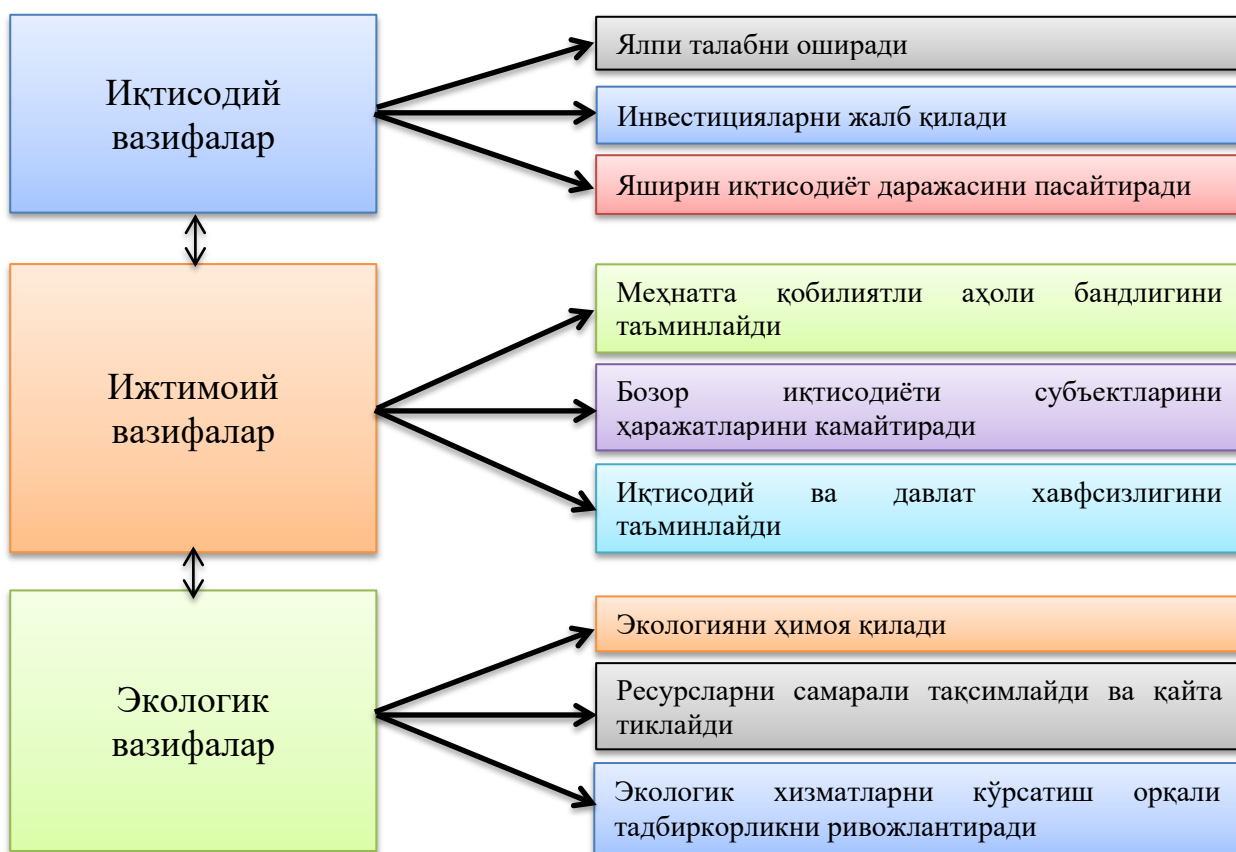 Иқтисодий
вазифалар
Ялпи талабни оширади
Инвестицияларни жалб қилади
Яширин иқтисодиёт даражасини пасайтиради
Ижтимоий
вазифалар
Меҳнатга қобилиятли аҳоли бандлигини
таъминлайди
Бозор иқтисодиёти субъектларини
ҳаражатларини камайтиради
Иқтисодий ва давлат хавфсизлигини
таъминлайди
Экологик
вазифалар
Экологияни ҳимоя қилади
Ресурсларни самарали тақсимлайди ва қайта
тиклайди
Экологик хизматларни кўрсатиш орқали
тадбиркорликни ривожлантиради